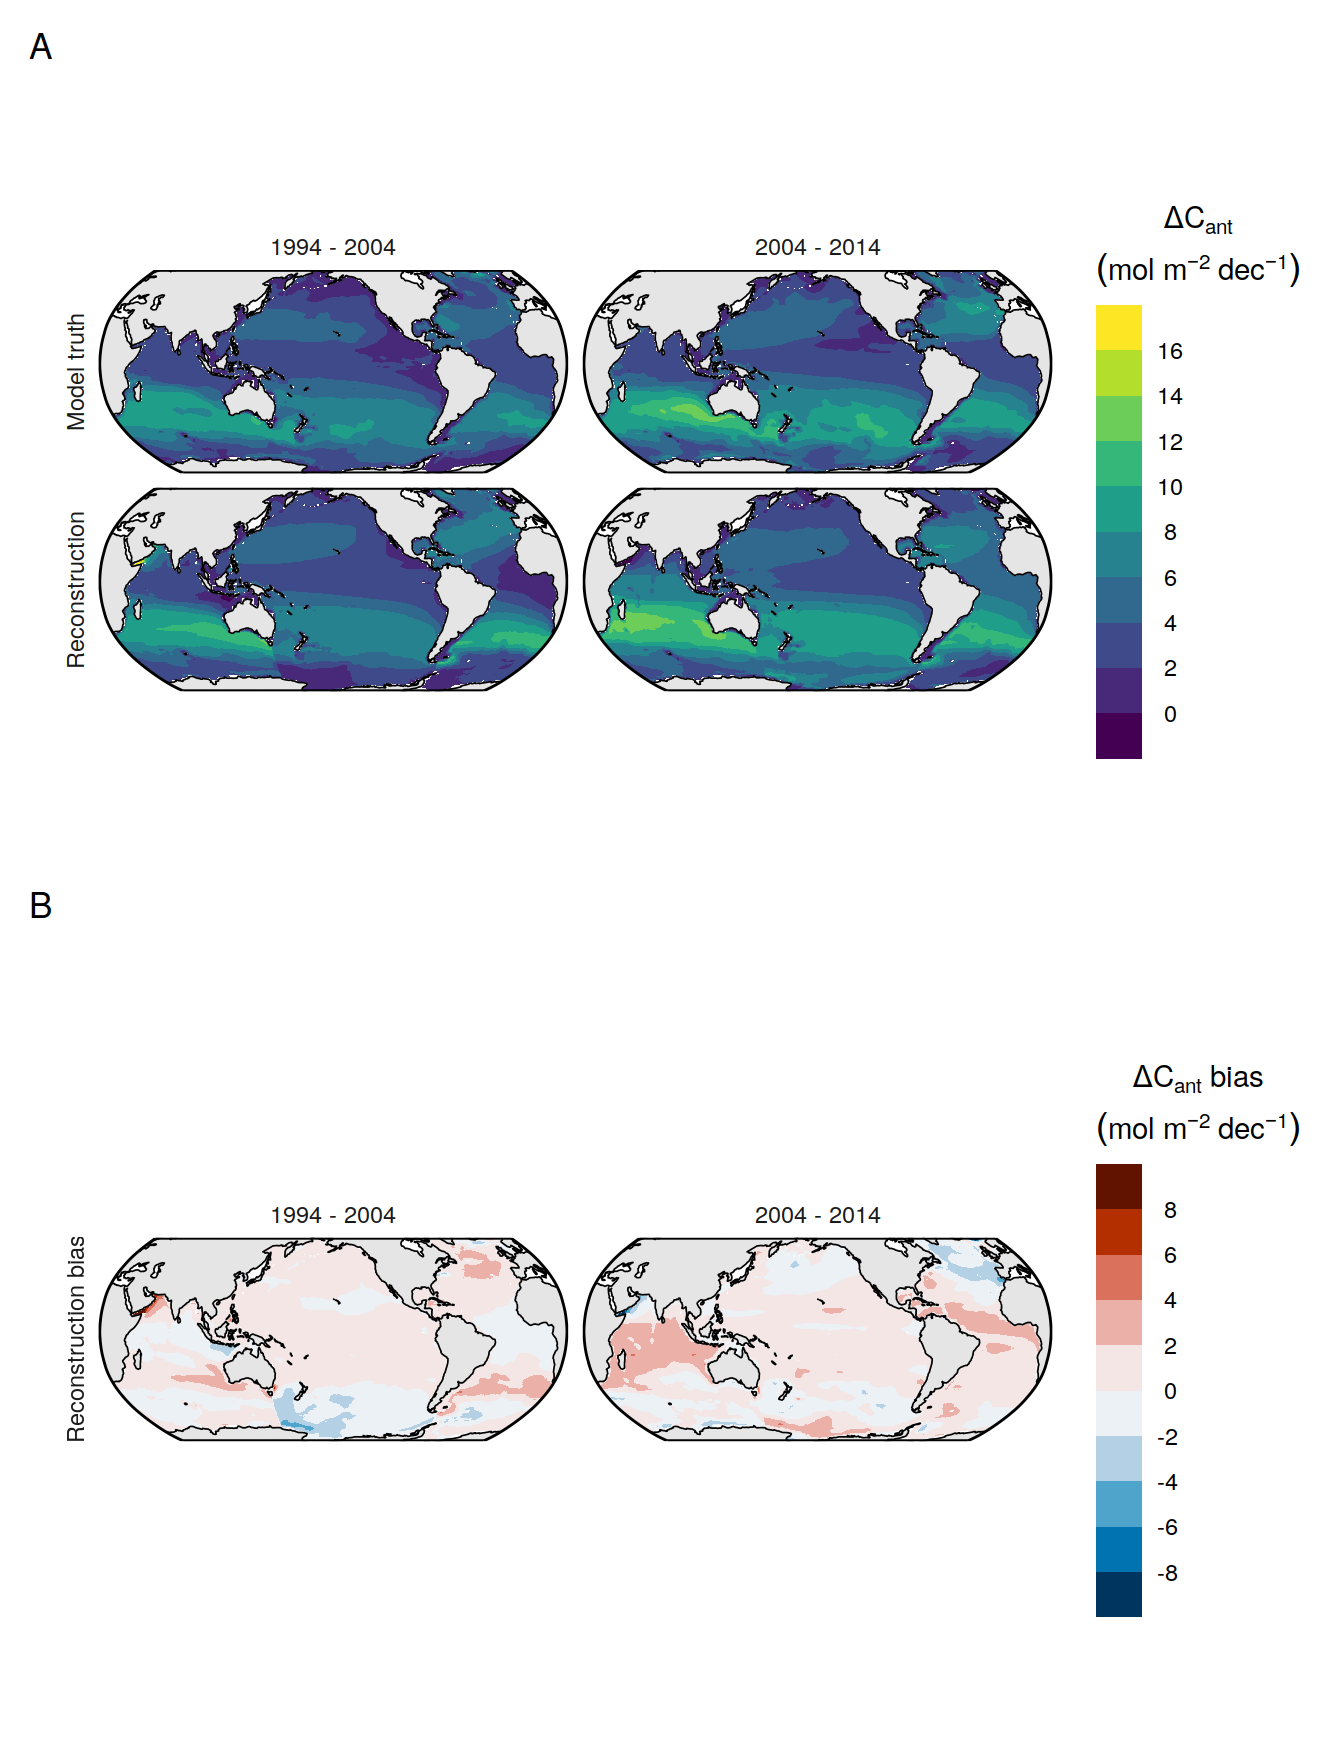 A
ΔCant
(mol m−2 dec−1)
1994 - 2004
2004 - 2014
Model truth
Reconstruction
16
14
12
10
8
6
4
2
0
B
ΔCant bias
(mol m−2 dec−1)
1994 - 2004
2004 - 2014
Reconstruction bias
8
6
4
2
0
-2
-4
-6
-8